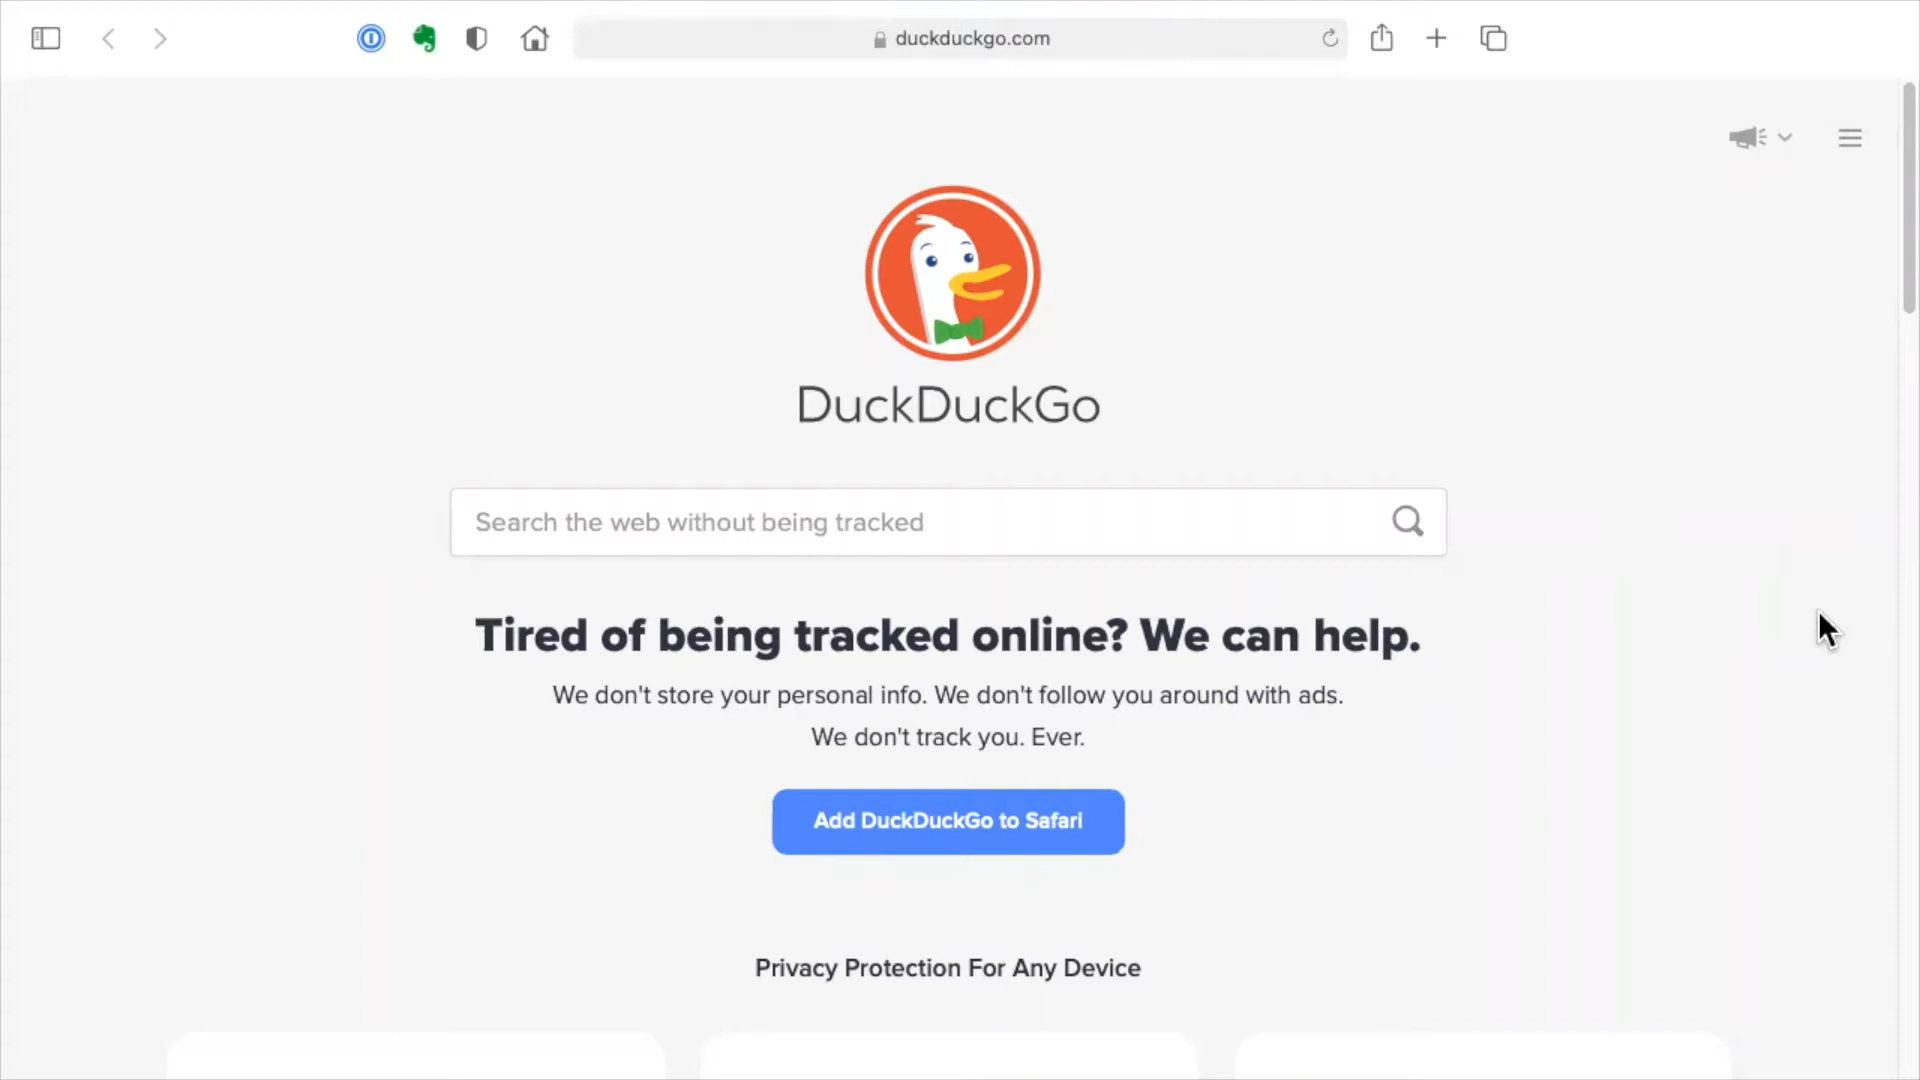 duckduckgo.com
DuckDuckGo
Search the web without being tracked
Tired of being tracked online? We can help.
We don't store your personal info. We don't follow you around with ads.
We don't track you. Ever.
Add DuckDuckGo to Safari
Privacy Protection For Any Device